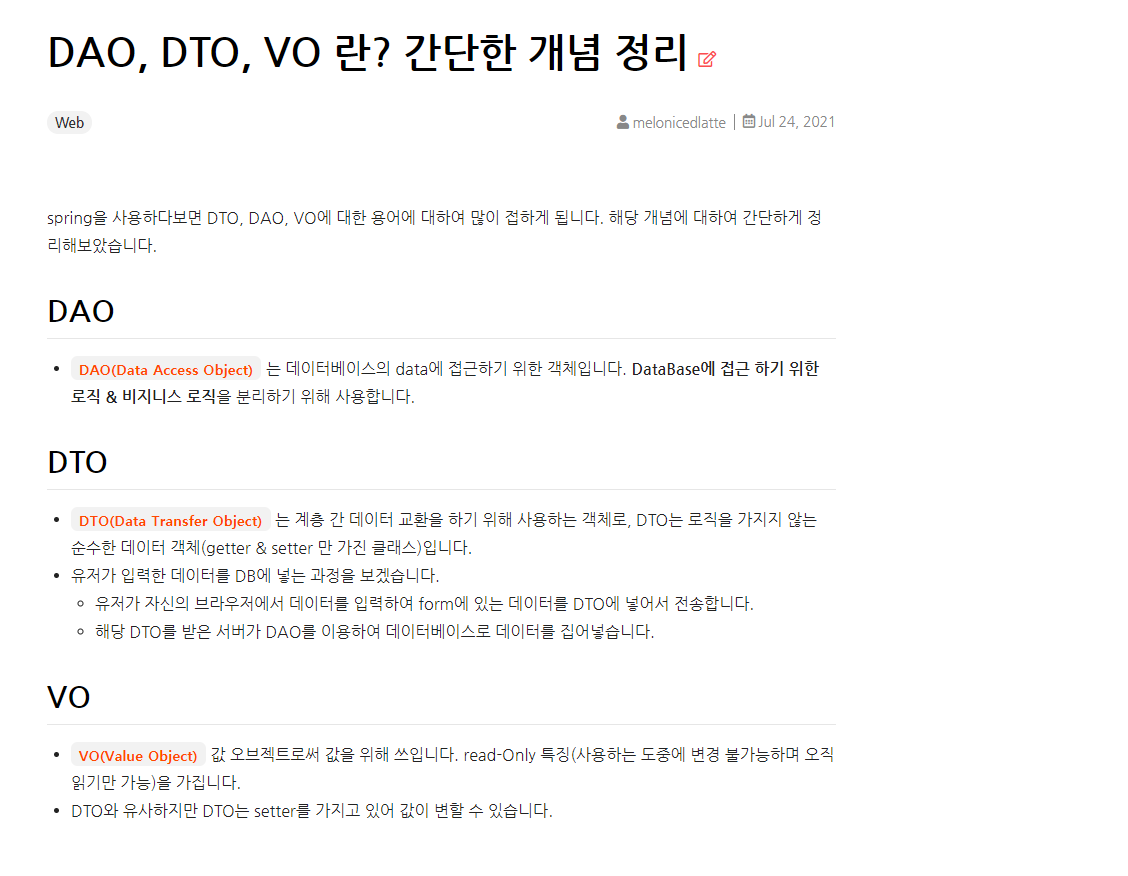 DAO, DTO, VO 란? 간단한 개념 정리
Web
melonicedlatte | Jul 24, 2021
spring을 사용하다보면 DTO, DAO, VO에 대한 용어에 대하여 많이 접하게 됩니다. 해당 개념에 대하여 간단하게 정
리해보았습니다.
DAO
• DAO(Data Access Object) 는 데이터베이스의 data에 접근하기 위한 객체입니다. DataBase에 접근 하기 위한
로직 & 비지니스 로직을 분리하기 위해 사용합니다.
DTO
• DTO(Data Transfer Object) 는 계층 간 데이터 교환을 하기 위해 사용하는 객체로, DTO는 로직을 가지지 않는
순수한 데이터 객체(getter & setter 만 가진 클래스)입니다.
• 유저가 입력한 데이터를 DB에 넣는 과정을 보겠습니다.
◦ 유저가 자신의 브라우저에서 데이터를 입력하여 form에 있는 데이터를 DTO에 넣어서 전송합니다.
◦ 해당 DTO를 받은 서버가 DAO를 이용하여 데이터베이스로 데이터를 집어넣습니다.
VO
• VO(Value Object) 값 오브젝트로써 값을 위해 쓰입니다. read-Only 특징(사용하는 도중에 변경 불가능하며 오직
읽기만 가능)을 가집니다.
• DTO와 유사하지만 DTO는 setter를 가지고 있어 값이 변할 수 있습니다.